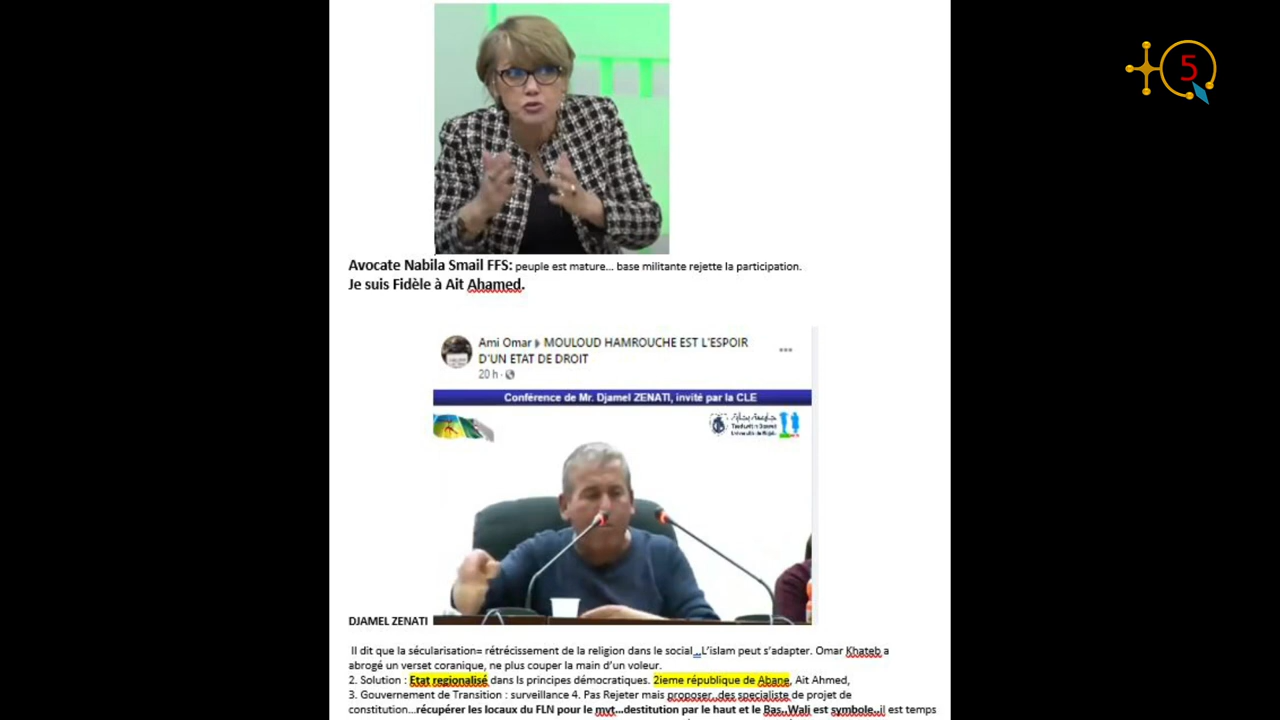 5
Avocate Nabila Smail FFS: peuple est mature... base militante rejette la participation.
Je suis Fidèle à Ait Ahamed.
Ami Omar ▸ MOULOUD HAMROUCHE EST L'ESPOIR
D'UN ETAT DE DROIT
20 h ·
Conférence de Mr. Djamel ZENATI, invité par la CLE
DJAMEL ZENATI
Il dit que la sécularisation= rétrécissement de la religion dans le social...L'islam peut s'adapter. Omar Khateb a
abrogé un verset coranique, ne plus couper la main d'un voleur.
2. Solution : Etat regionalisé dans ls principes démocratiques. 2ieme république de Abane, Ait Ahmed,
3. Gouvernement de Transition : surveillance 4. Pas Rejeter mais proposer..des specialiste de projet de
constitution...récupérer les locaux du FLN pour le mvt...destitution par le haut et le Bas..Wali est symbole..il est temps